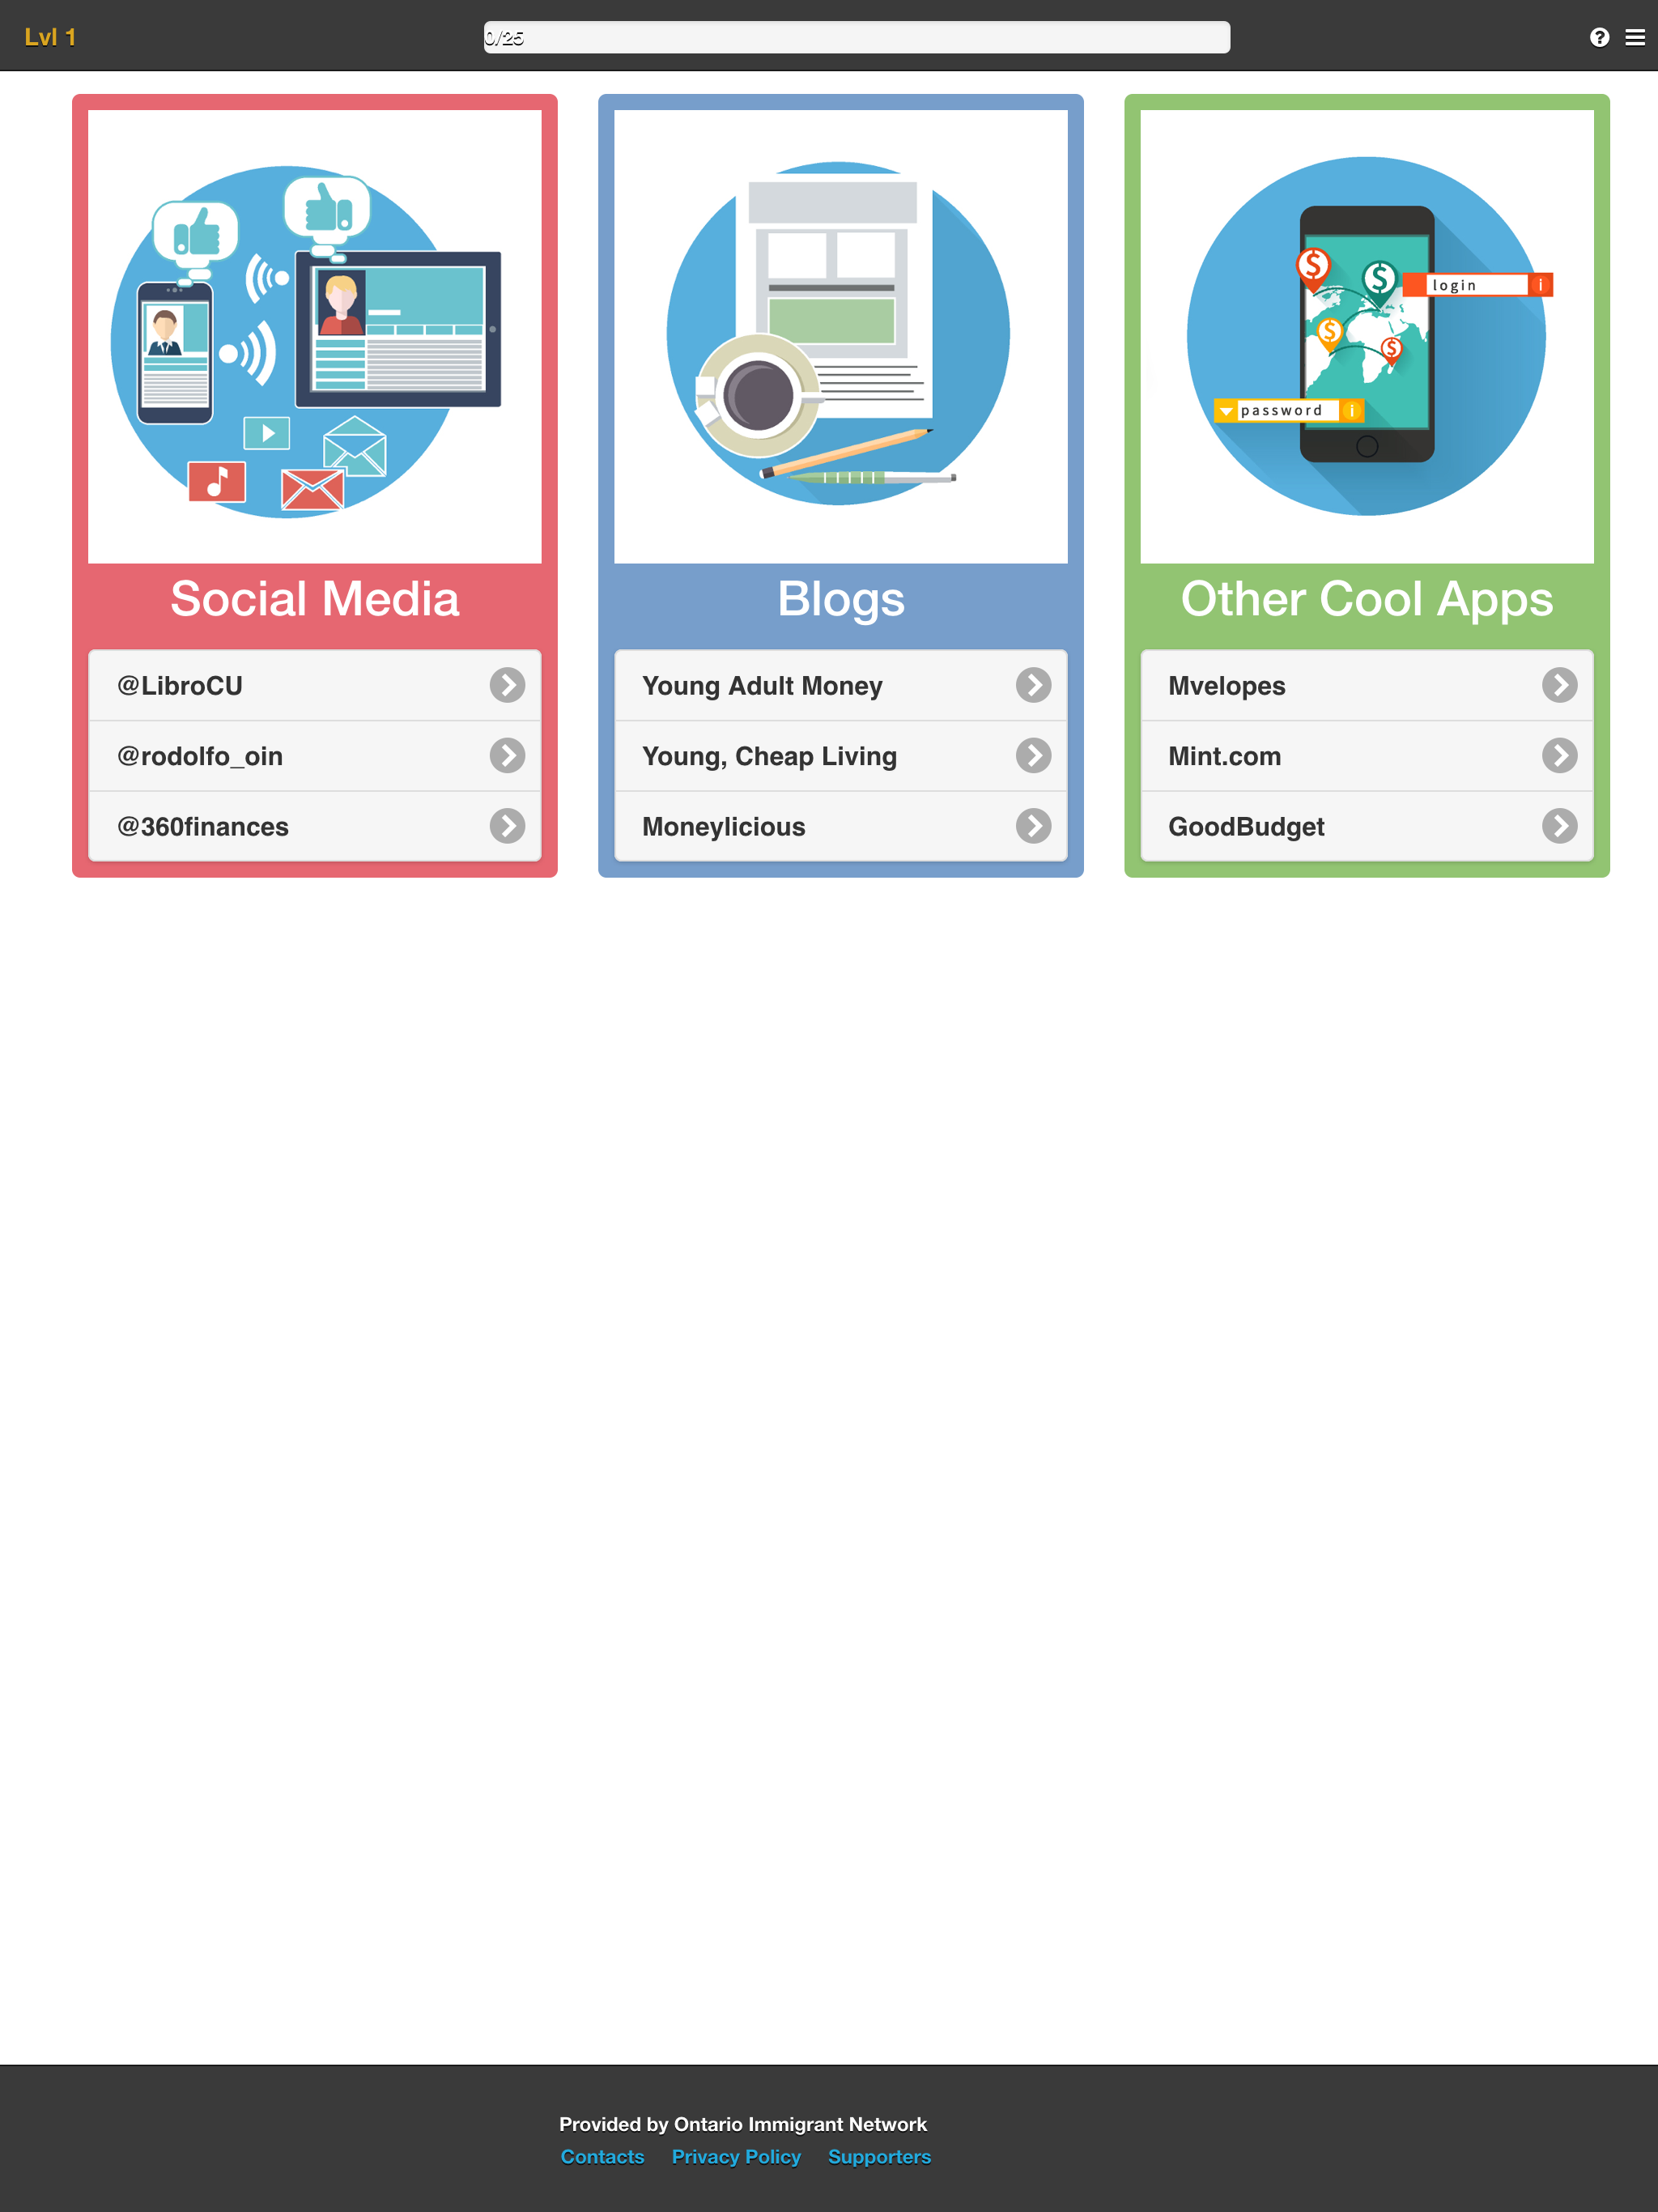 Lvl 1
0/25
login
password
Social Media
@LibroCU
@rodolfo_oin
@360finances
Blogs
Young Adult Money
Young, Cheap Living
Moneylicious
Other Cool Apps
Mvelopes
Mint.com
GoodBudget
Provided by Ontario Immigrant Network
Contacts Privacy Policy Supporters